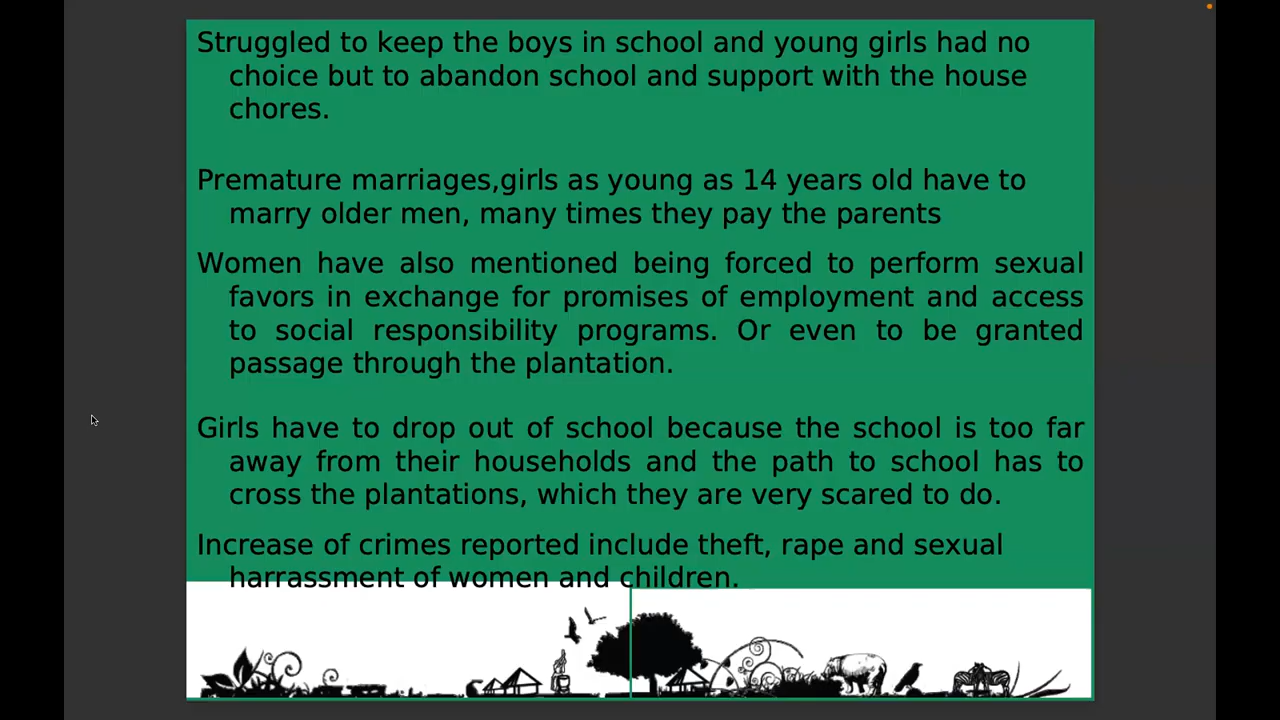 Struggled to keep the boys in school and young girls had no
choice but to abandon school and support with the house
chores.
Premature marriages,girls as young as 14 years old have to
marry older men, many times they pay the parents
Women have also mentioned being forced to perform sexual
favors in exchange for promises of employment and access
to social responsibility programs. Or even to be granted
passage through the plantation.
Girls have to drop out of school because the school is too far
away from their households and the path to school has to
cross the plantations, which they are very scared to do.
Increase of crimes reported include theft, rape and sexual
harrassment of women and children.